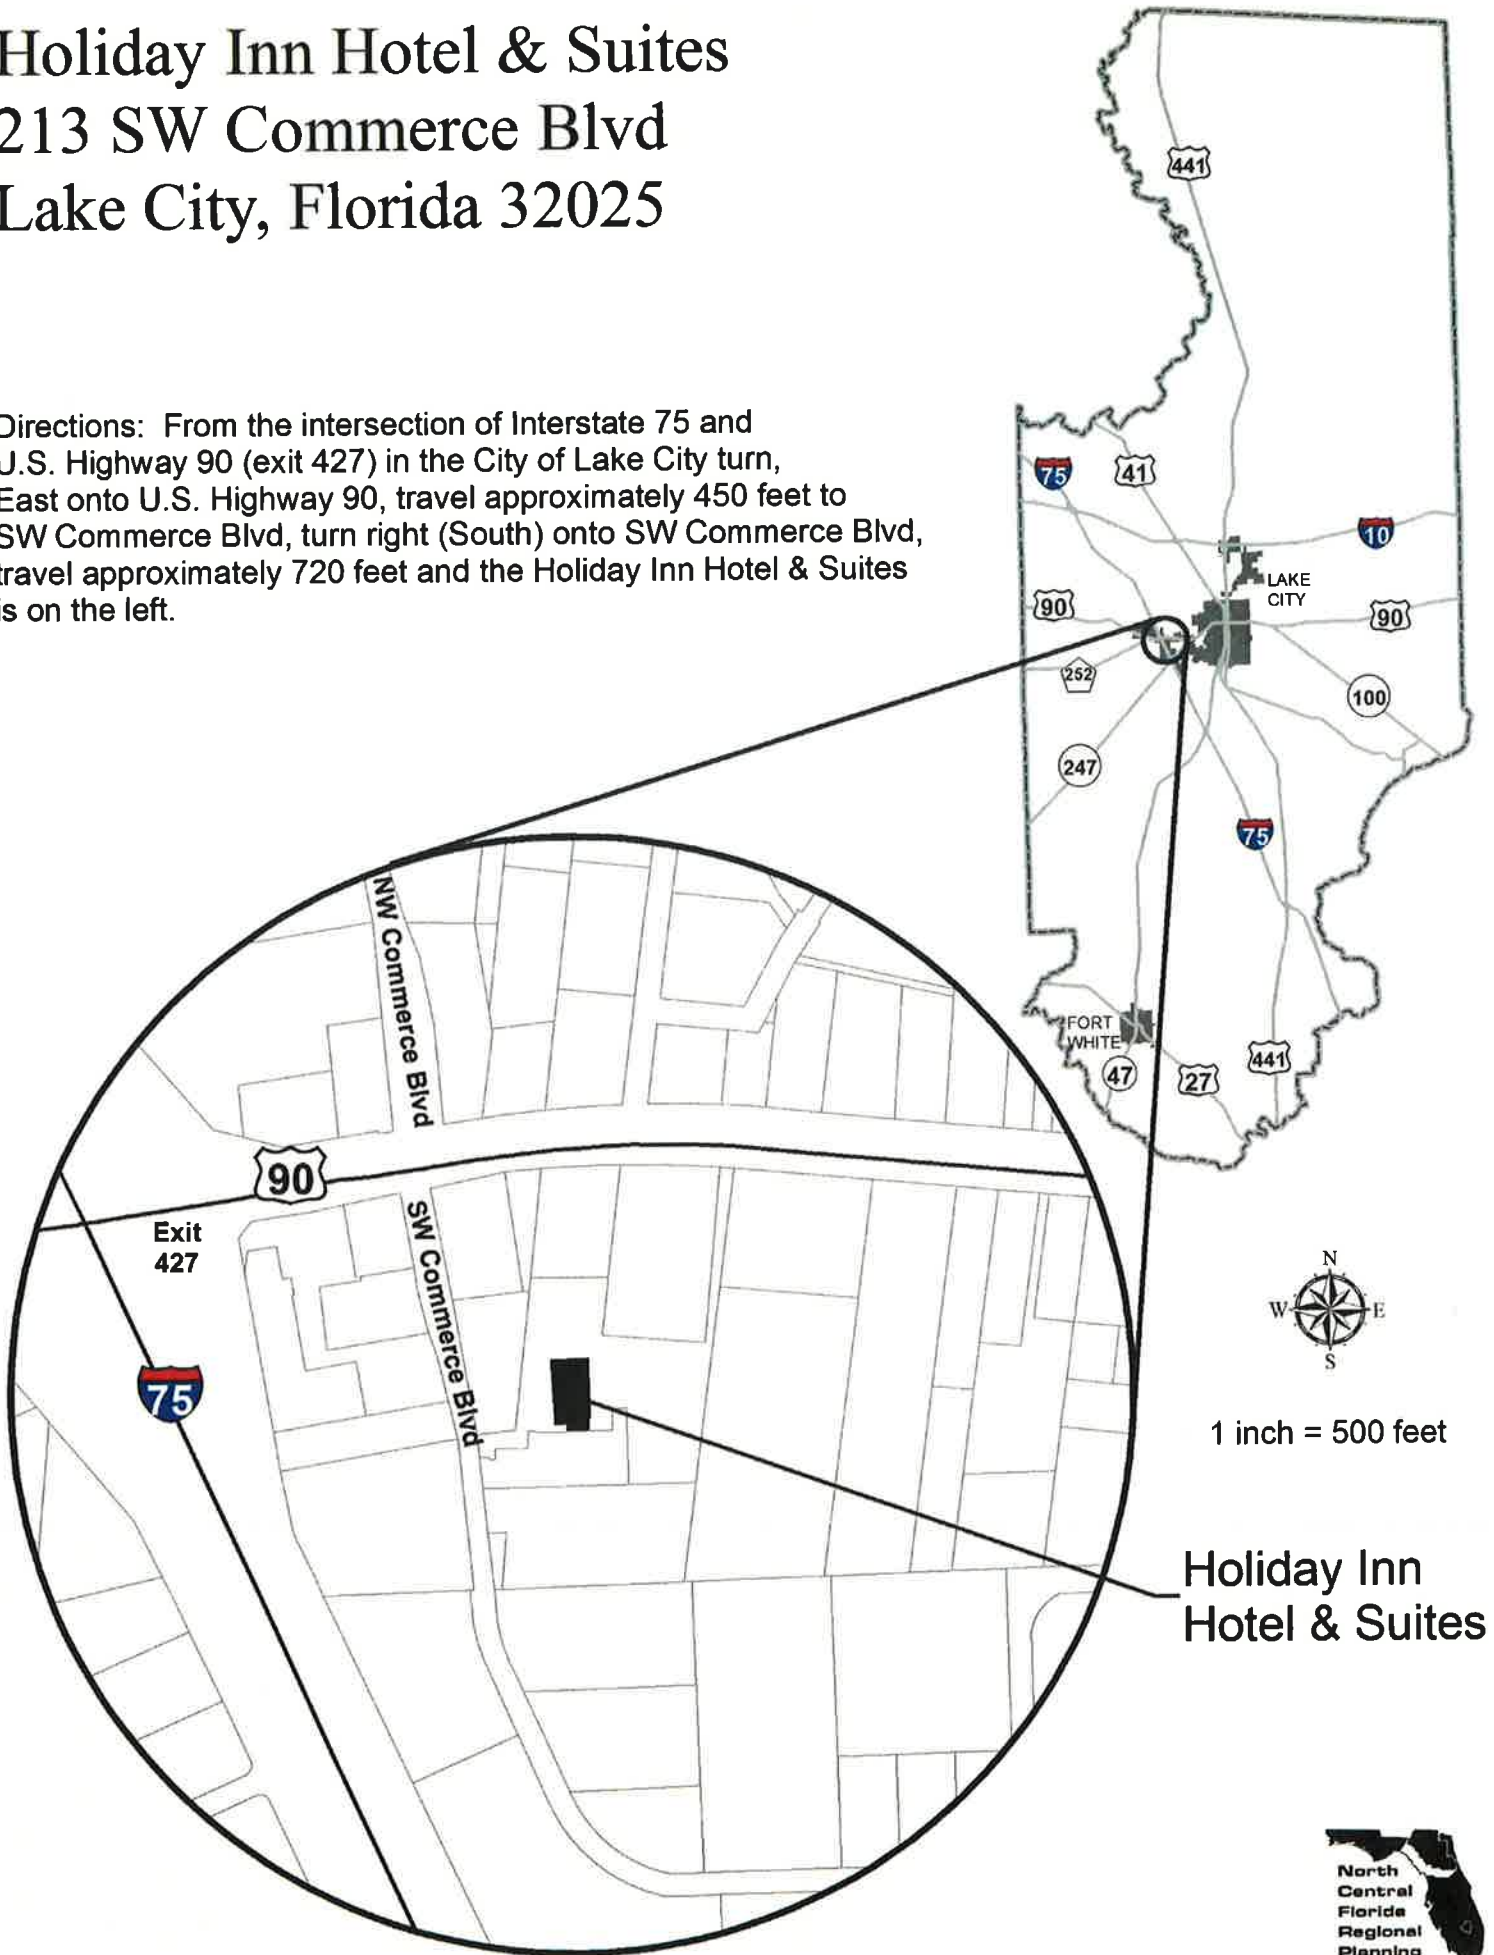 Holiday Inn Hotel & Suites
213 SW Commerce Blvd
Lake City, Florida 32025
Directions: From the intersection of Interstate 75 and
U.S. Highway 90 (exit 427) in the City of Lake City turn,
East onto U.S. Highway 90, travel approximately 450 feet to
SW Commerce Blvd, turn right (South) onto SW Commerce Blvd,
travel approximately 720 feet and the Holiday Inn Hotel & Suites
is on the left.
441
75
41
10
LAKE
CITY
90
90
252
100
247
75
FORT
WHITE
47
27
441
NW Commerce Blvd
90
Exit
427
SW Commerce Blvd
75
N
W
E
S
1 inch = 500 feet
Holiday Inn
Hotel & Suites
North
Central
Florida
Regional
Planning